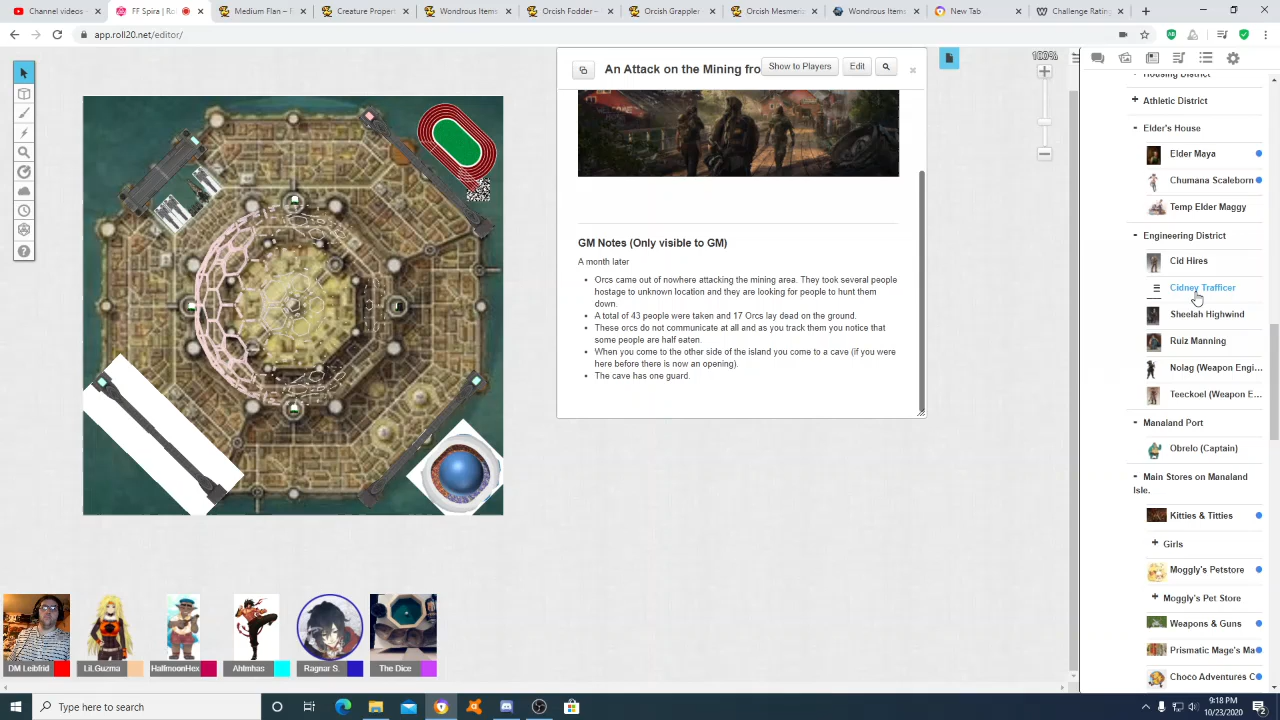 Medium Plan –
Creature Proper
Wondrous Items
Orcish Fodder –
Orcish Grappler
Orcish Mesmeriz
Wondrous Items
New Tab
Challenge Rating
app.roll20.net/editor/
100%
An Attack on the Mining fro
Show to Players
Edit
GM Notes (Only visible to GM)
A month later
Orcs came out of nowhere attacking the mining area. They took several people
hostage to unknown location and they are looking for people to hunt them
down.
A total of 43 people were taken and 17 Orcs lay dead on the ground.
These orcs do not communicate at all and as you track them you notice that
some people are half eaten.
When you come to the other side of the island you come to a cave (if you were
here before there is now an opening).
The cave has one guard.
Housing District
Athletic District
Elder's House
Elder Maya
Chumana Scaleborn
Temp Elder Maggy
Engineering District
Cid Hires
Cidney Trafficer
Sheelah Highwind
Ruiz Manning
Nolag (Weapon Engi...
Teeckoel (Weapon E...
Manaland Port
Obrelo (Captain)
Main Stores on Manaland
Isle.
Kitties & Titties
Girls
Moggly's Petstore
Moggly's Pet Store
Weapons & Guns
Prismatic Mage's Ma
Choco Adventures C
DM Leibfrid
LiL.Guzma
HalfmoonHex
Ahlmhas
Ragnar S.
The Dice
Type here to search
9:18 PM
10/23/2020